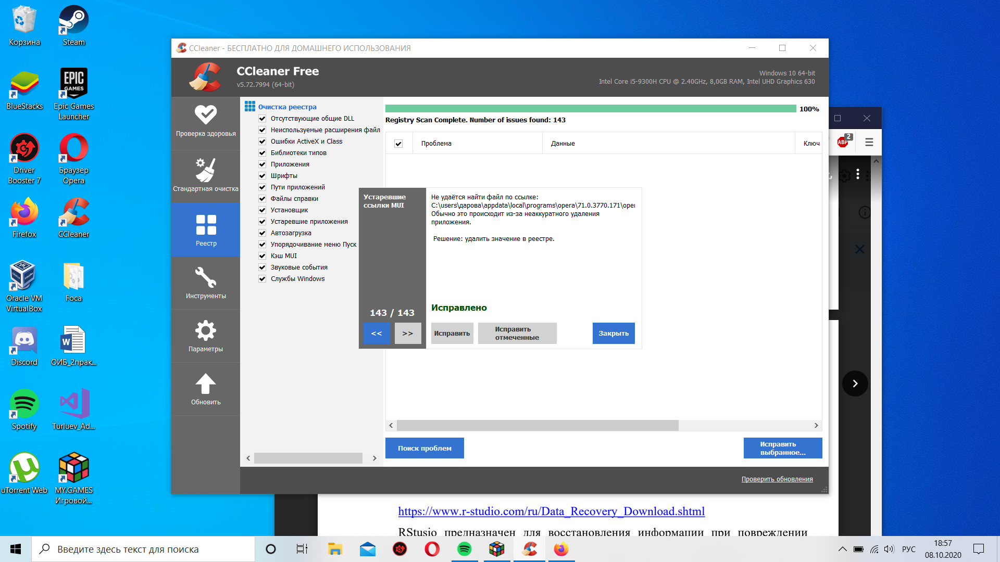 Корзина
Steam
BlueStacks
EPIC
GAMES
Epic Games
Launcher
Driver
Booster 7
Браузер
Opera
Firefox
CCleaner
Oracle VM
VirtualBox
Foca
Discord
ОИБ_2прак...
Spotify
Turluev_Ad...
uTorrent Web
MY.GAMES
Игровой...
CCleaner - БЕСПЛАТНО ДЛЯ ДОМАШНЕГО ИСПОЛЬЗОВАНИЯ
CCleaner Free
v5.72.7994 (64-bit)
Windows 10 64-bit
Intel Core i5-9300H CPU @ 2.40GHz, 8,0GB RAM, Intel UHD Graphics 630
Проверка здоровья
Стандартная очистка
Реестр
Инструменты
Параметры
Обновить
Очистка реестра
Отсутствующие общие DLL
Неиспользуемые расширения файл
Ошибки ActiveX и Class
Библиотеки типов
Приложения
Шрифты
Пути приложений
Файлы справки
Установщик
Устаревшие приложения
Автозагрузка
Упорядочивание меню Пуск
Кэш MUI
Звуковые события
Службы Windows
100%
Registry Scan Complete. Number of issues found: 143
Проблема
Данные
Ключ
Устаревшие
ссылки MUI
143 / 143
<<
>>
Не удаётся найти файл по ссылке:
C:\users\дарова\appdata\local\programs\opera\71.0.3770.171\oper
Обычно это происходит из-за неаккуратного удаления
приложения.
Решение: удалить значение в реестре.
Исправлено
Исправить
Исправить
отмеченные
Закрыть
Поиск проблем
Исправить
выбранное...
Проверить обновления
ABP
2
https://www.r-studio.com/ru/Data_Recovery_Download.shtml
RStusio предназначен для восстановления информации при повреждении
Введите здесь текст для поиска
РУС
18:57
08.10.2020